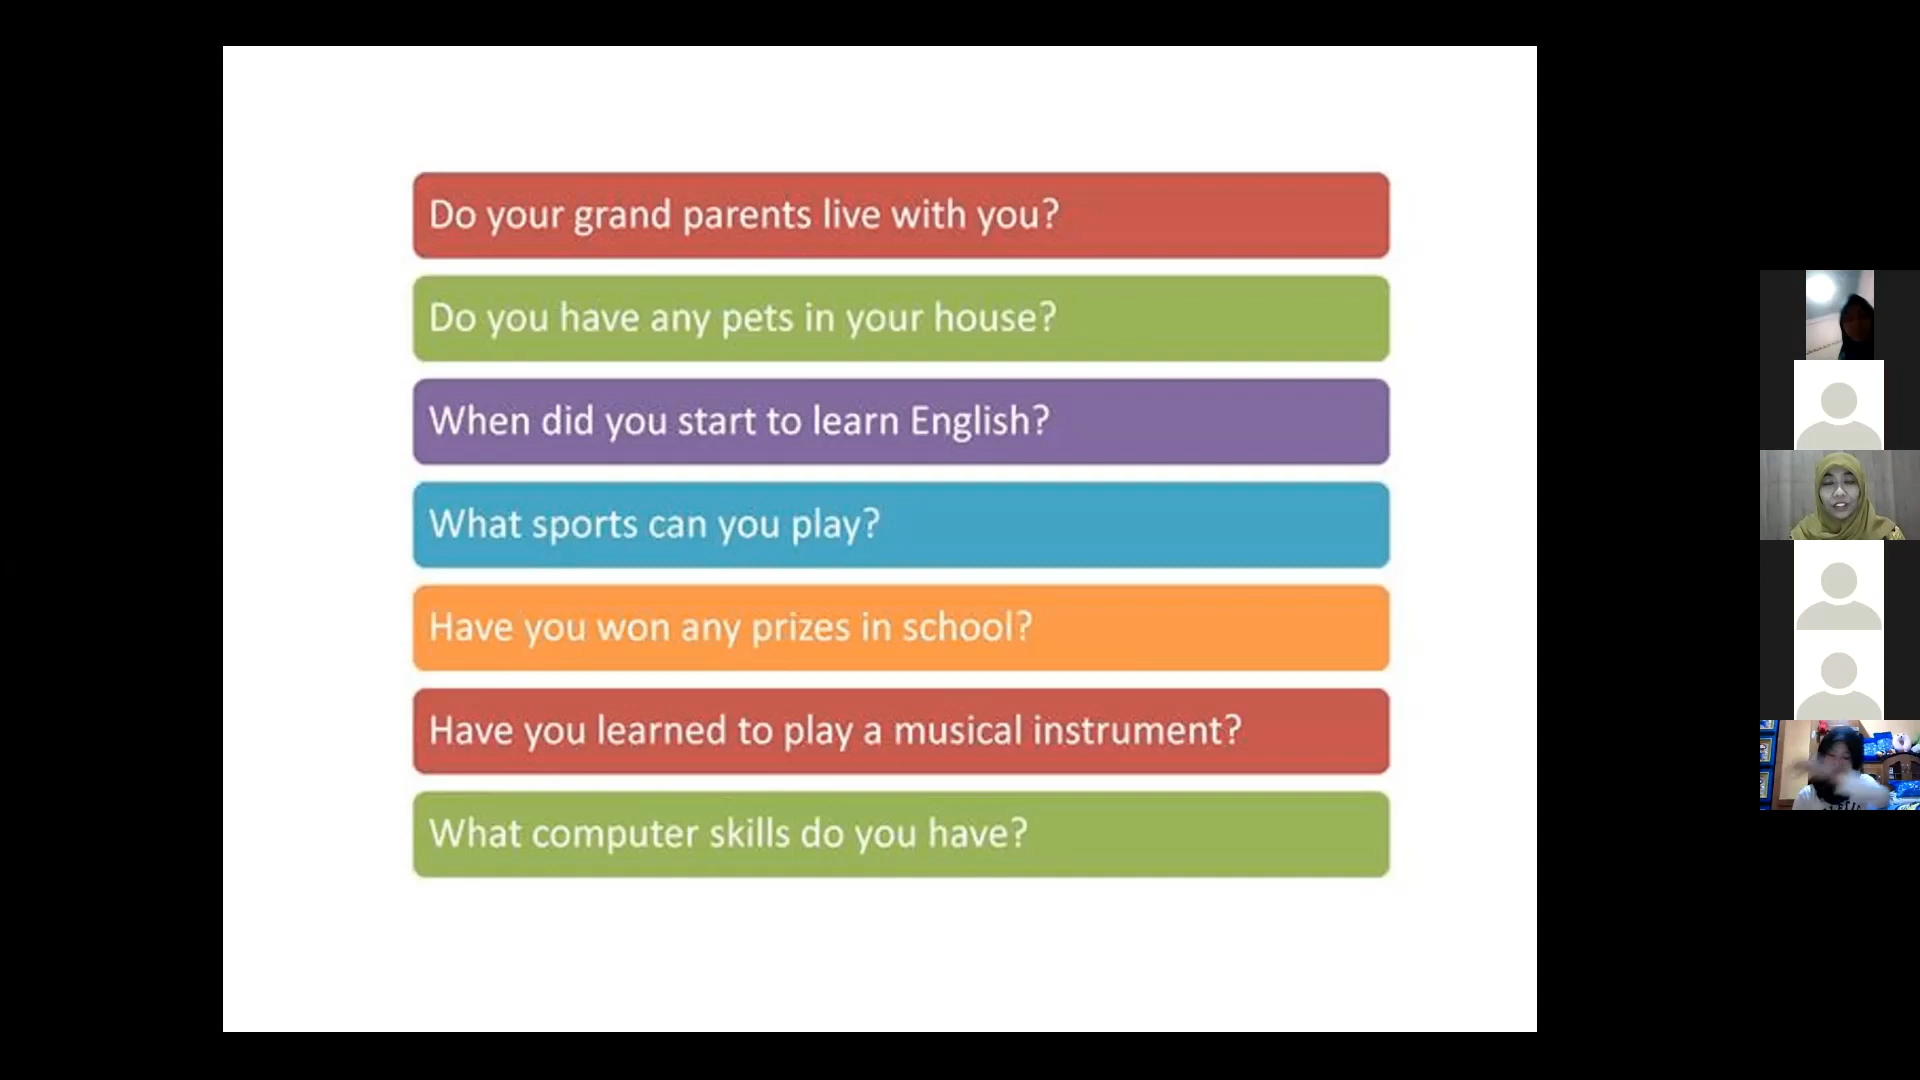 Do your grand parents live with you?
Do you have any pets in your house?
When did you start to learn English?
What sports can you play?
Have you won any prizes in school?
Have you learned to play a musical instrument?
What computer skills do you have?